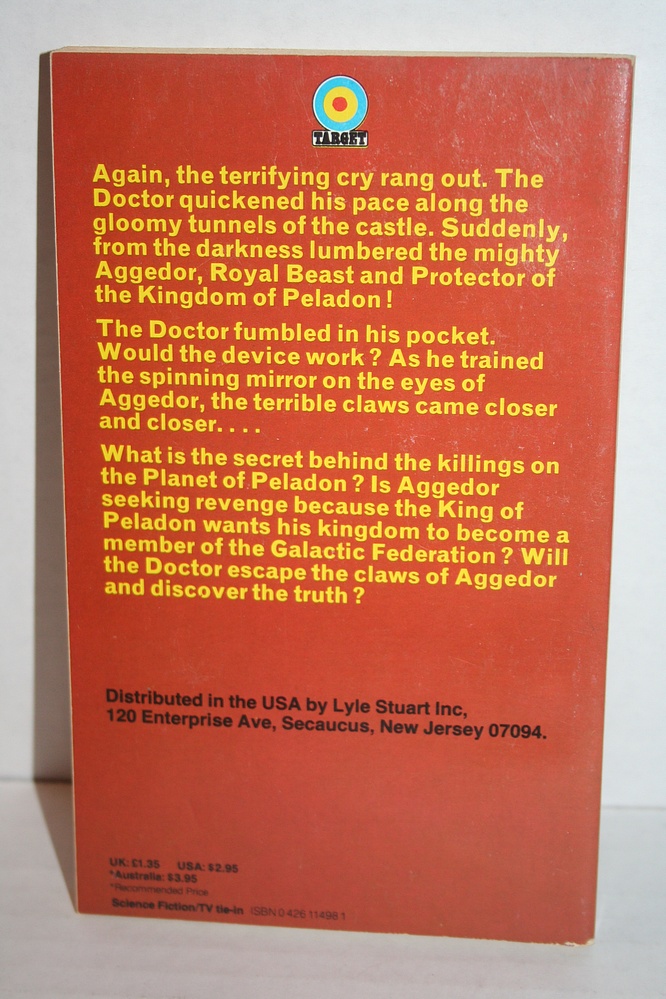 TARGET
Again, the terrifying cry rang out. The
Doctor quickened his pace along the
gloomy tunnels of the castle. Suddenly,
from the darkness lumbered the mighty
Aggedor, Royal Beast and Protector of
the Kingdom of Peladon!
The Doctor fumbled in his pocket.
Would the device work? As he trained
the spinning mirror on the eyes of
Aggedor, the terrible claws came closer
and closer. . . .
What is the secret behind the killings on
the Planet of Peladon? Is Aggedor
seeking revenge because the King of
Peladon wants his kingdom to become a
member of the Galactic Federation? Will
the Doctor escape the claws of Aggedor
and discover the truth?
Distributed in the USA by Lyle Stuart Inc,
120 Enterprise Ave, Secaucus, New Jersey 07094.
UK: £1.35 USA: $2.95
*Australia: $3.95
*Recommended Price
Science Fiction/TV tie-in ISBN 0 426 11498 1